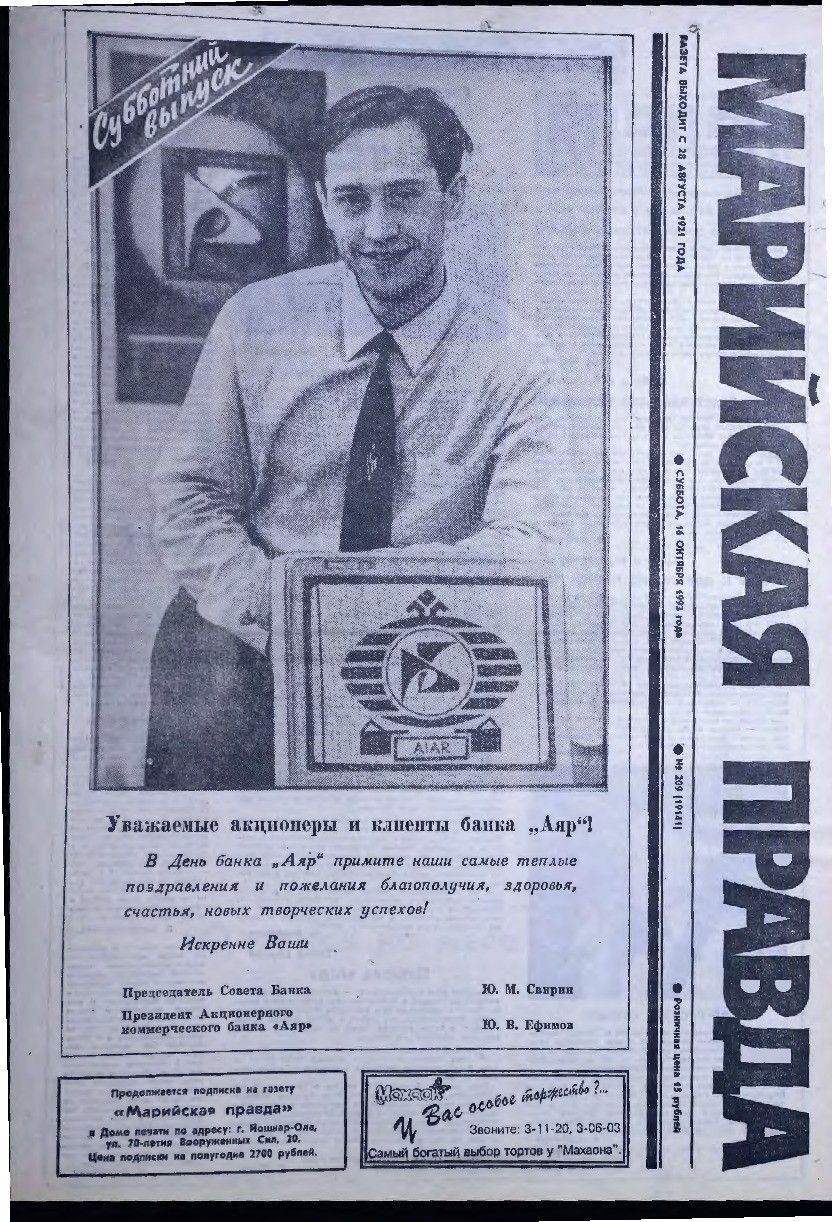 МАРИЙСКАЯ ПРАВДА
ГАЗЕТА ВЫХОДИТ С 28 АВГУСТА 1921 ГОДА
● СУББОТА, 16 ОКТЯБРЯ 1993 года
● № 209 (19141)
● Розничная цена 15 рублей
Субботний
выпуск
AIAR
Уважаемые акционеры и клиенты банка „Аяр“!
В День банка „Аяр“ примите наши самые теплые
поздравления и пожелания благополучия, здоровья,
счастья, новых творческих успехов!
Искренне Ваши
Председатель Совета Банка Ю. М. Свирин
Президент Акционерного
коммерческого банка «Аяр» Ю. В. Ефимов
Продолжается подписка на газету
«Марийская правда»
в Доме печати по адресу: г. Йошкар-Ола,
ул. 70-летия Вооруженных Сил, 20.
Цена подписки на полугодие 2700 рублей.
Махаон
У Вас особое торжество?...
Звоните: 3-11-20, 3-06-03
Самый богатый выбор тортов у "Махаона".